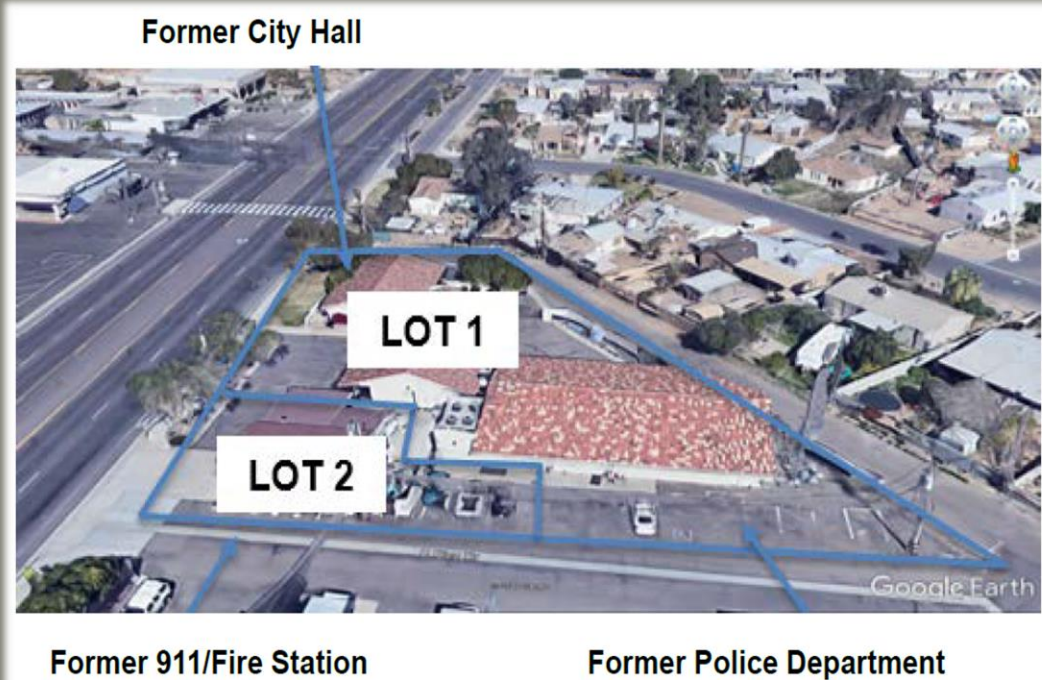 Former City Hall
LOT 1
LOT 2
Google Earth
Former 911/Fire Station
Former Police Department